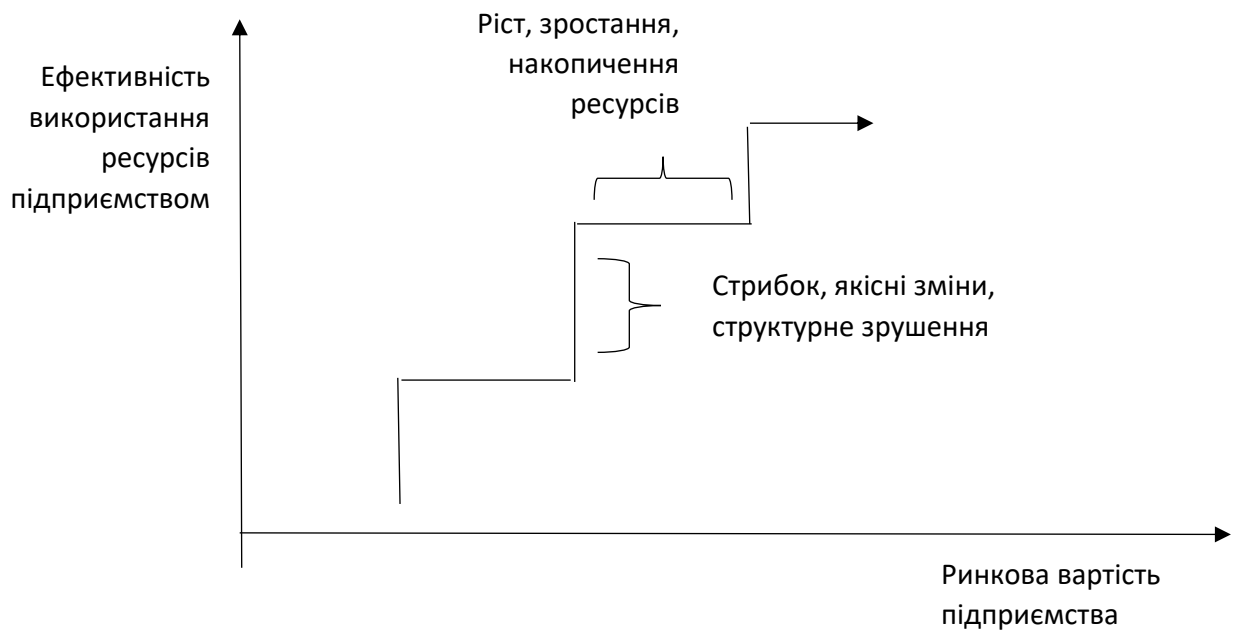 Ріст, зростання,
накопичення
ресурсів
Ефективність
використання
ресурсів
підприємством
Стрибок, якісні зміни,
структурне зрушення
Ринкова вартість
підприємства